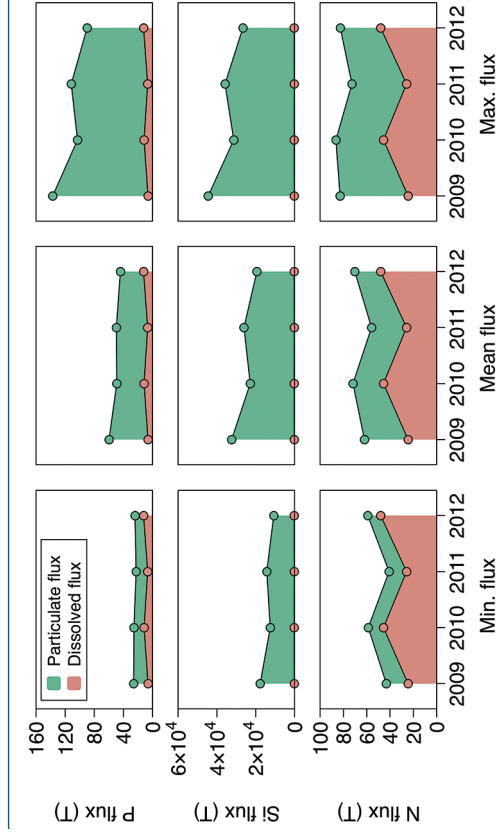 Particulate flux
Dissolved flux
P flux (T)
160
120
80
40
0
Si flux (T)
6×10⁴
4×10⁴
2×10⁴
0
N flux (T)
100
80
60
40
20
0
2009 2010 2011 2012
2009 2010 2011 2012
2009 2010 2011 2012
Min. flux
Mean flux
Max. flux